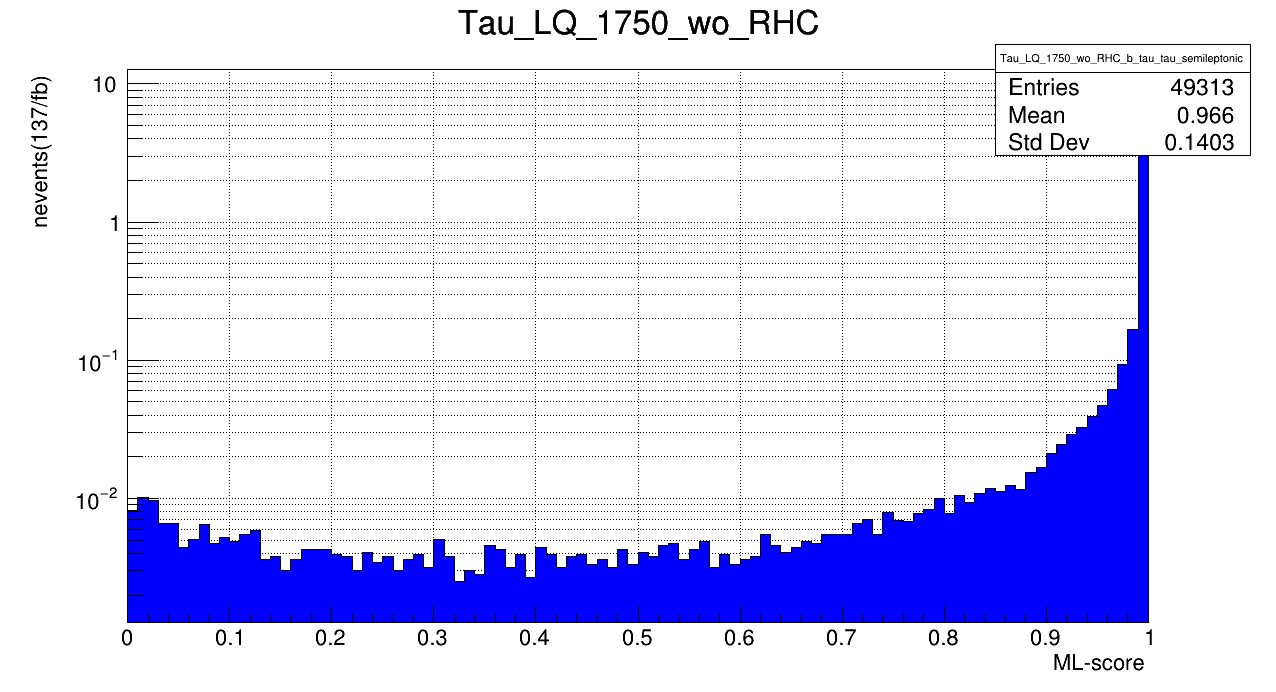 Tau_LQ_1750_wo_RHC
Tau_LQ_1750_wo_RHC_b_tau_tau_semileptonic
Entries 49313
Mean 0.966
Std Dev 0.1403
nevents(137/fb)
10
1
10−1
10−2
0 0.1 0.2 0.3 0.4 0.5 0.6 0.7 0.8 0.9 1
ML-score